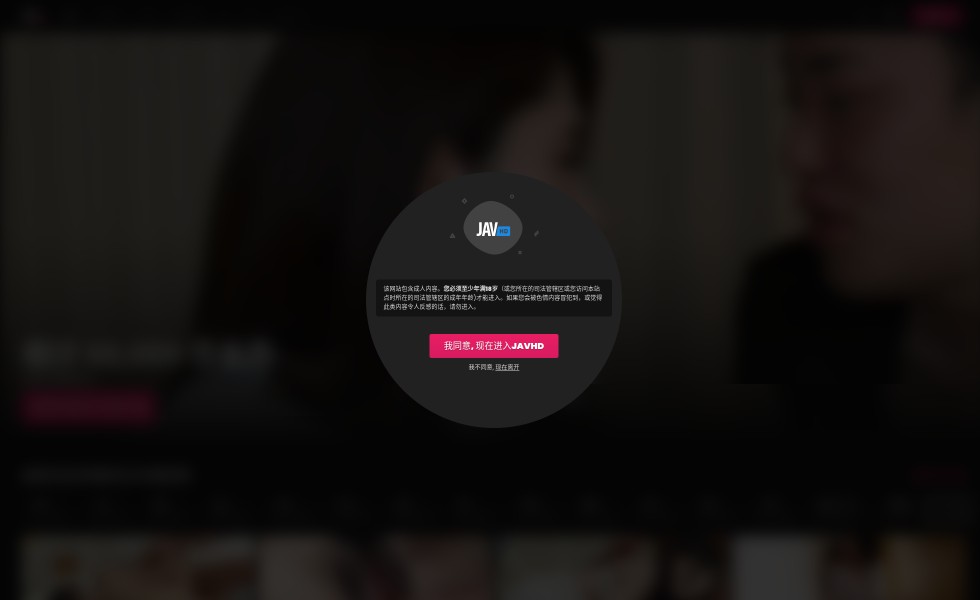 JAV HD
该网站包含成人内容。您必须至少年满18岁（或您所在的司法管辖区或您访问本站
点时所在的司法管辖区的成年年龄)才能进入。如果您会被色情内容冒犯到，或觉得
此类内容令人反感的话，请勿进入。
我同意, 现在进入JAVHD
我不同意, 现在离开